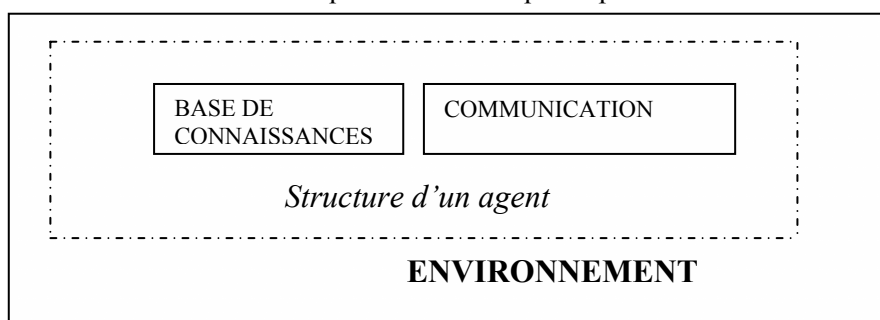 BASE DE
CONNAISSANCES
COMMUNICATION
Structure d’un agent
ENVIRONNEMENT